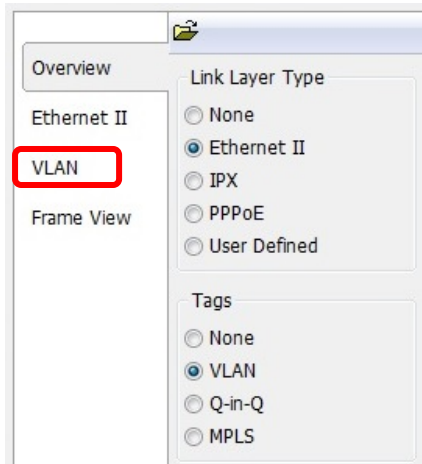 Overview
Ethernet II
VLAN
Frame View
Link Layer Type
None
Ethernet II
IPX
PPPoE
User Defined
Tags
None
VLAN
Q-in-Q
MPLS